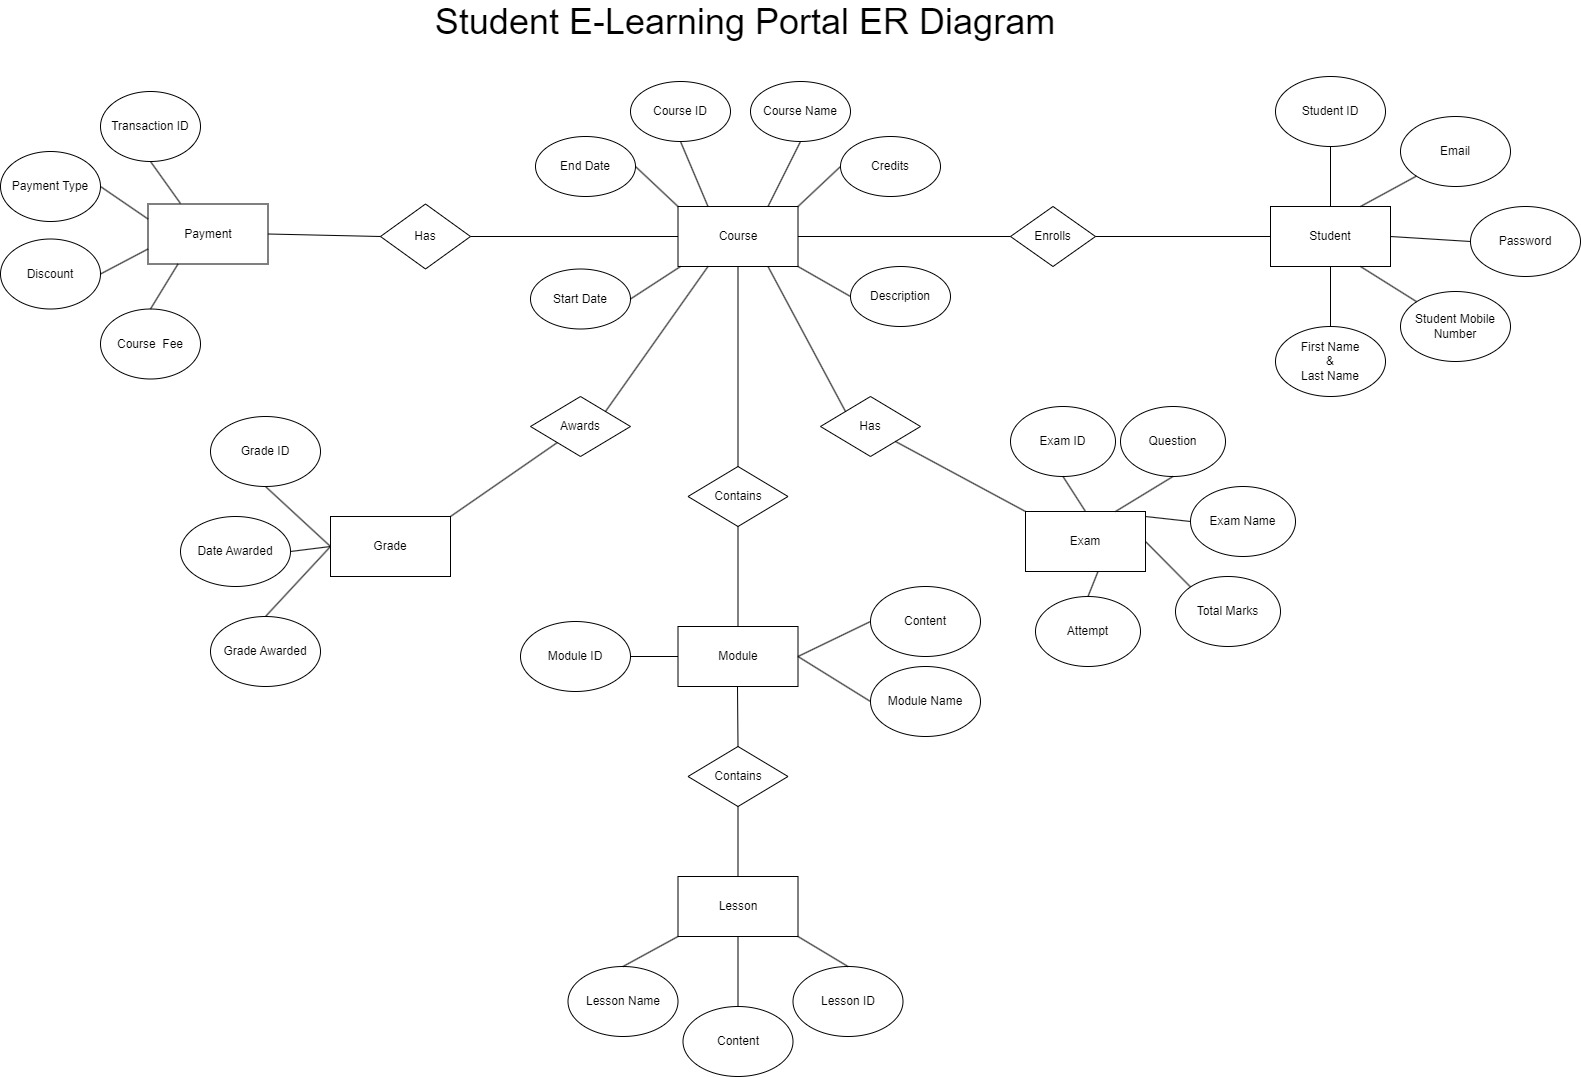 Student E-Learning Portal ER Diagram
Transaction ID
Payment Type
Discount
Course  Fee
Payment
Has
End Date
Course ID
Course Name
Credits
Course
Start Date
Description
Enrolls
Student ID
Email
Student
Password
Student Mobile
Number
First Name
&
Last Name
Awards
Has
Grade ID
Date Awarded
Grade Awarded
Grade
Contains
Exam ID
Question
Exam Name
Exam
Total Marks
Attempt
Module ID
Module
Content
Module Name
Contains
Lesson
Lesson Name
Content
Lesson ID